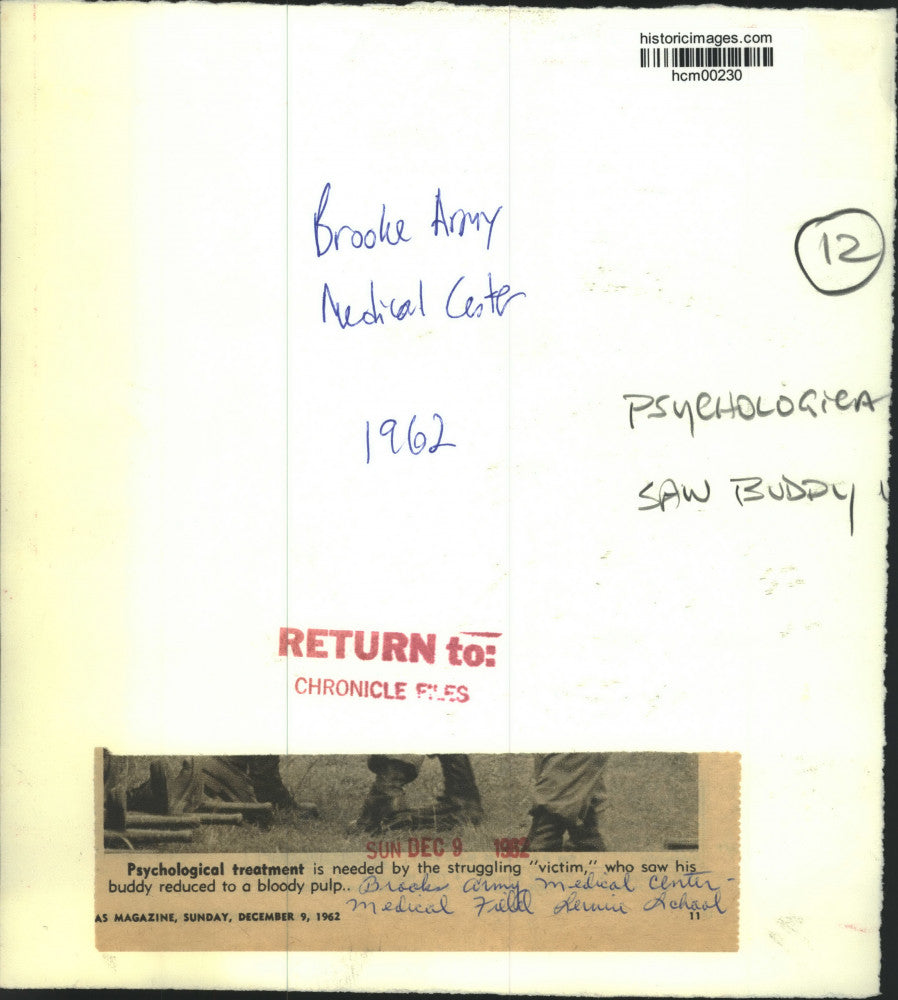 historicimages.com
hcm00230
Brooke Army
Medical Center
1962
12
PSYCHOLOGICA
SAW BUDDY
RETURN to:
CHRONICLE FILES
SUN DEC 9 1962
Psychological treatment is needed by the struggling "victim," who saw his
buddy reduced to a bloody pulp.. Brooke Army Medical Center -
Medical Field Service School
AS MAGAZINE, SUNDAY, DECEMBER 9, 1962
11